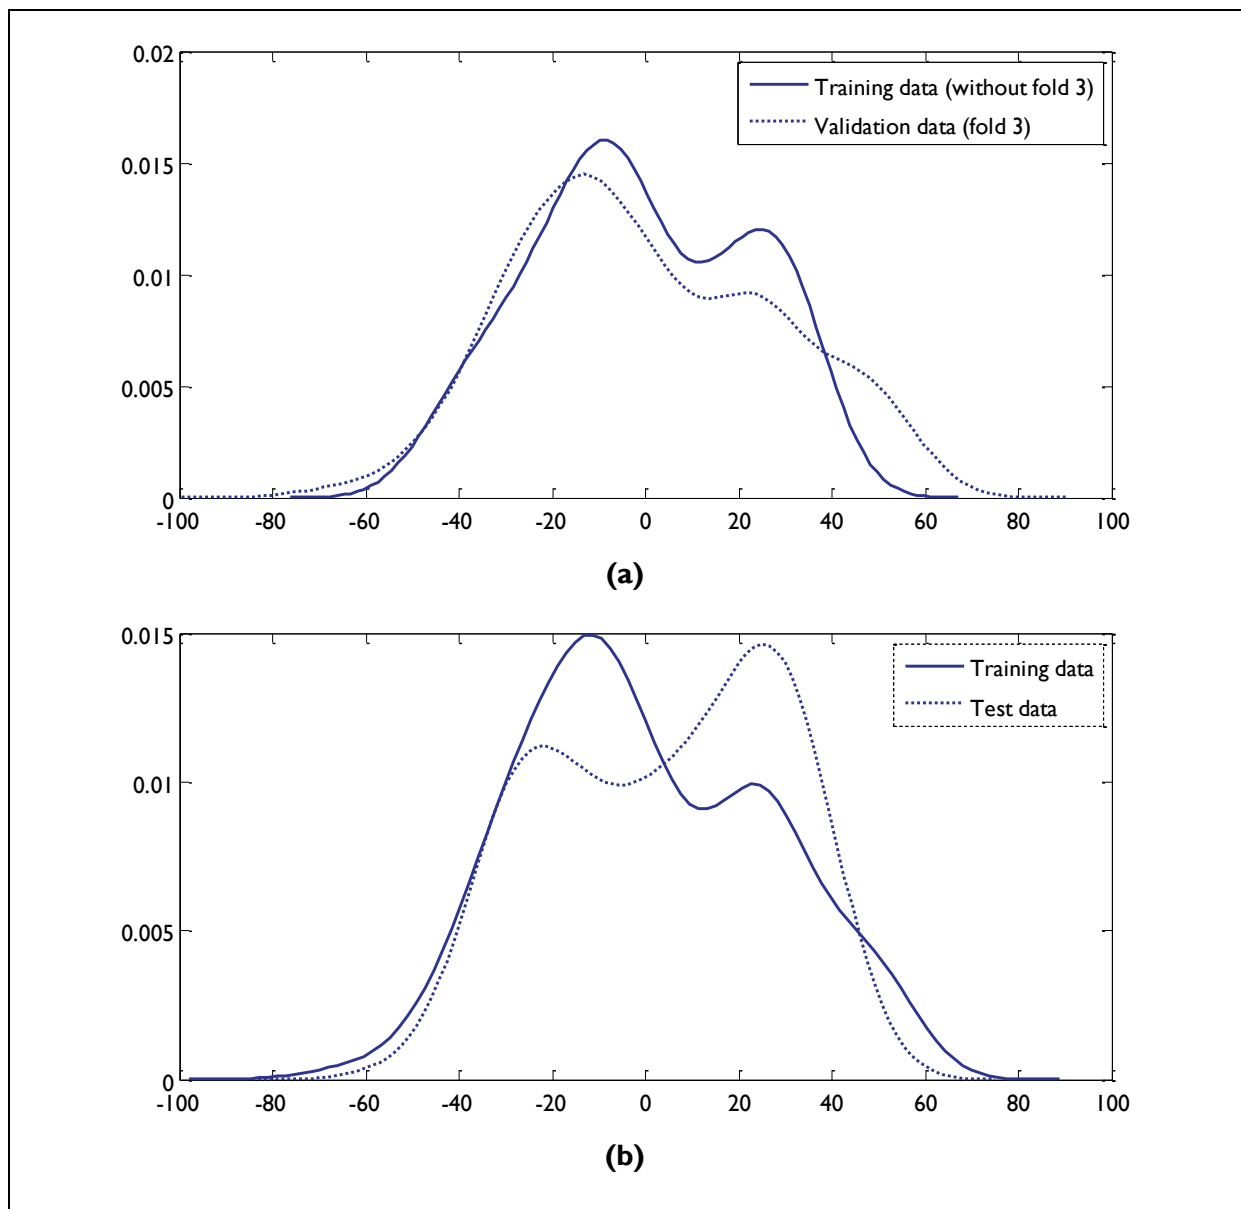 0.02
Training data (without fold 3)
Validation data (fold 3)
0.015
0.01
0.005
0
-100 -80 -60 -40 -20 0 20 40 60 80 100
(a)
0.015
Training data
Test data
0.01
0.005
0
-100 -80 -60 -40 -20 0 20 40 60 80 100
(b)